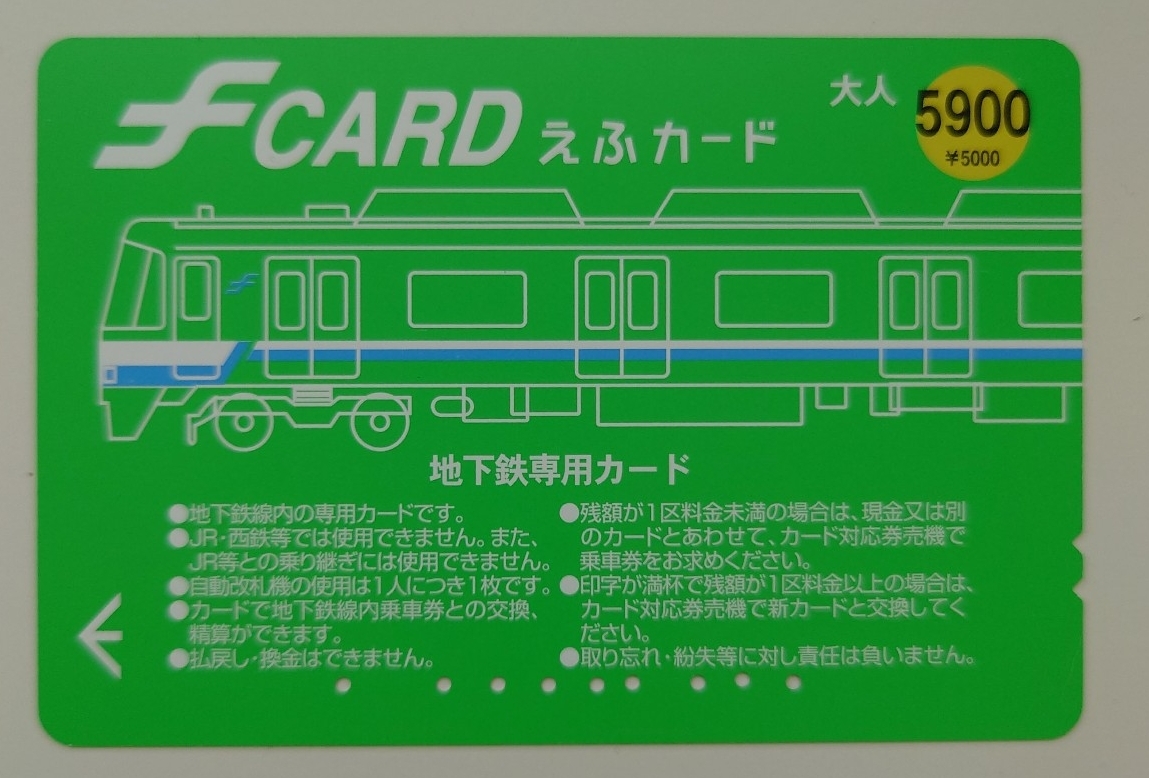 fCARD えふカード
大人 5900
¥5000
地下鉄専用カード
●地下鉄線内の専用カードです。
●JR・西鉄等では使用できません。また、
JR等との乗り継ぎには使用できません。
●自動改札機の使用は1人につき1枚です。
●カードで地下鉄線内乗車券との交換、
精算ができます。
●払戻し・換金はできません。
●残額が1区料金未満の場合は、現金又は別
のカードとあわせて、カード対応券売機で
乗車券をお求めください。
●印字が満杯で残額が1区料金以上の場合は、
カード対応券売機で新カードと交換してく
ださい。
●取り忘れ・紛失等に対し責任は負いません。